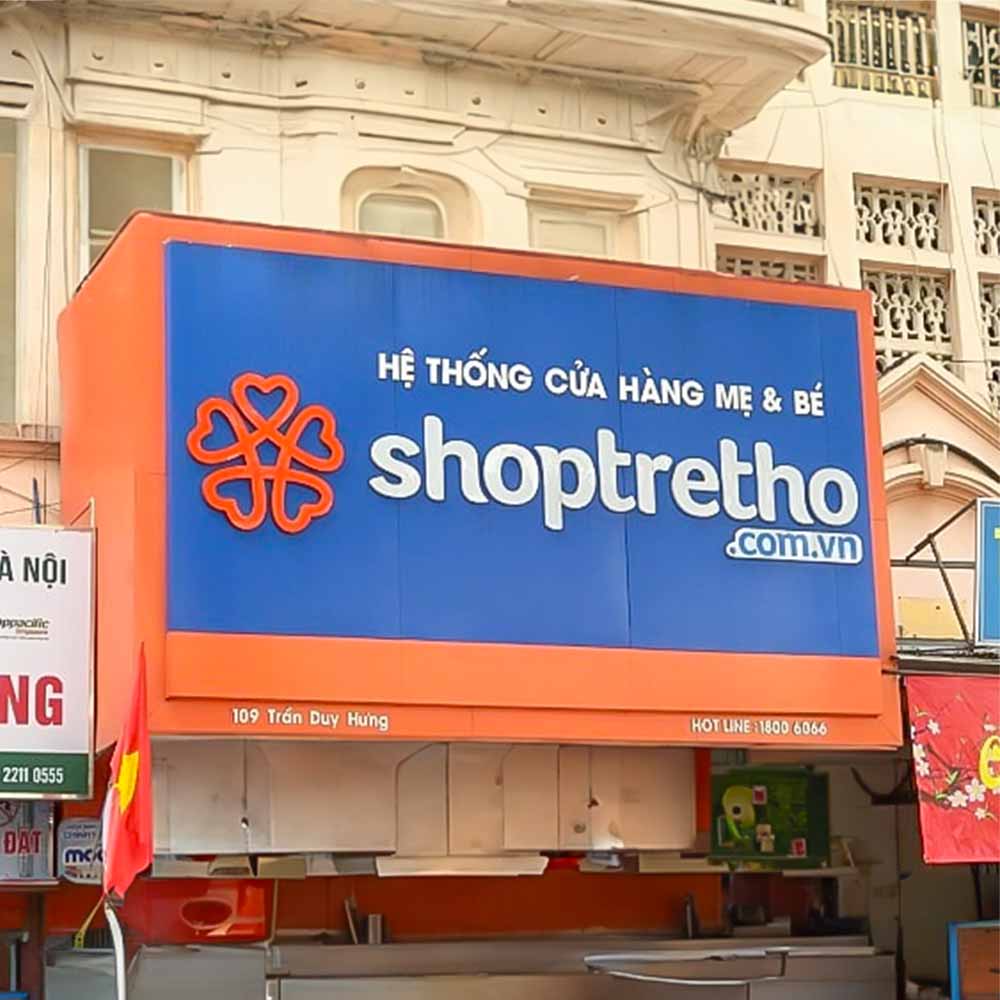 HỆ THỐNG CỬA HÀNG MẸ & BÉ
shoptretho
.com.vn
109 Trần Duy Hưng
HOT LINE :1800 6066
À NỘI
ppacific
NG
2211 0555
ĐẠT